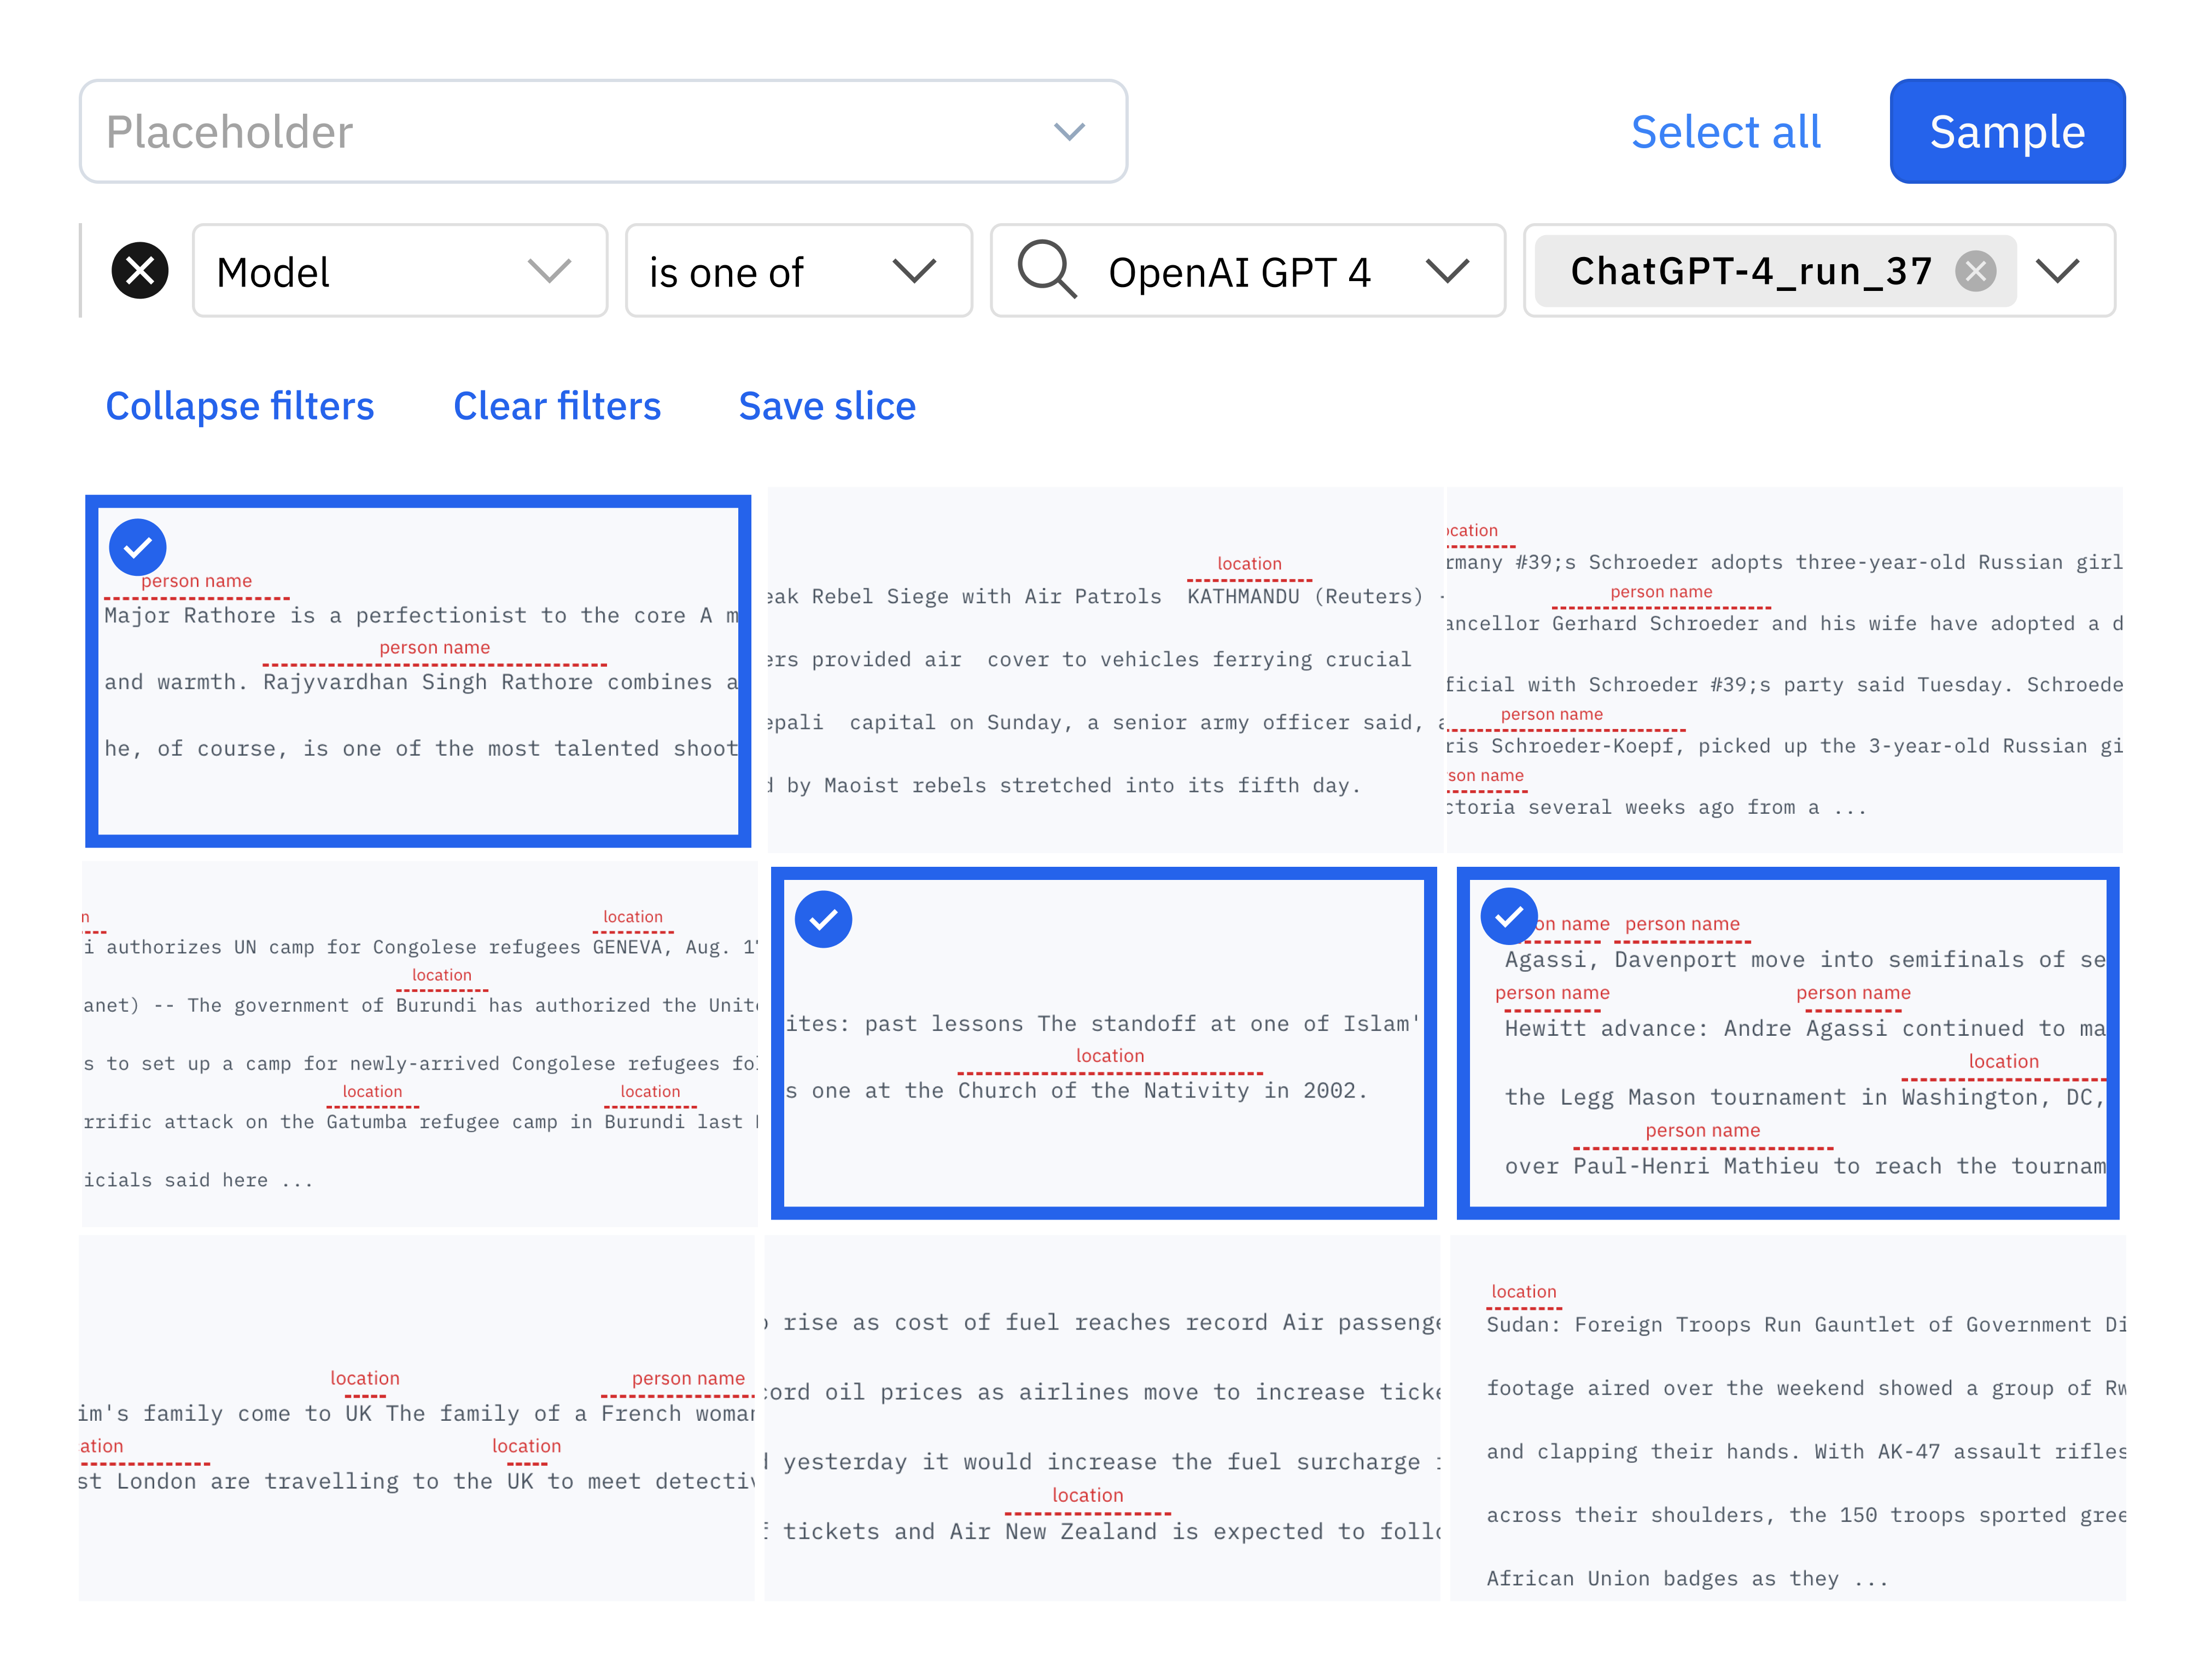 Placeholder
Select all
Sample
Model
is one of
OpenAI GPT 4
ChatGPT-4_run_37
Collapse filters
Clear filters
Save slice
person name
Major Rathore is a perfectionist to the core A
person name
and warmth. Rajyvardhan Singh Rathore combines a
he, of course, is one of the most talented shoot
location
eak Rebel Siege with Air Patrols KATHMANDU (Reuters) -
ers provided air cover to vehicles ferrying crucial
epali capital on Sunday, a senior army officer said,
d by Maoist rebels stretched into its fifth day.
ocation
rmany #39;s Schroeder adopts three-year-old Russian girl
person name
ancellor Gerhard Schroeder and his wife have adopted a d
ficial with Schroeder #39;s party said Tuesday. Schroede
person name
ris Schroeder-Koepf, picked up the 3-year-old Russian gi
son name
ctoria several weeks ago from a ...
n
location
i authorizes UN camp for Congolese refugees GENEVA, Aug.
location
anet) -- The government of Burundi has authorized the Unite
s to set up a camp for newly-arrived Congolese refugees fol
location
location
rrific attack on the Gatumba refugee camp in Burundi last
icials said here ...
ites: past lessons The standoff at one of Islam'
location
s one at the Church of the Nativity in 2002.
on name
person name
Agassi, Davenport move into semifinals of se
person name
person name
Hewitt advance: Andre Agassi continued to ma
location
the Legg Mason tournament in Washington, DC,
person name
over Paul-Henri Mathieu to reach the tournam
location
person name
im's family come to UK The family of a French woman
ation
location
st London are travelling to the UK to meet detectiv
rise as cost of fuel reaches record Air passenge
cord oil prices as airlines move to increase ticke
d yesterday it would increase the fuel surcharge
location
f tickets and Air New Zealand is expected to follo
location
Sudan: Foreign Troops Run Gauntlet of Government Di
footage aired over the weekend showed a group of Rw
and clapping their hands. With AK-47 assault rifles
across their shoulders, the 150 troops sported gree
African Union badges as they ...